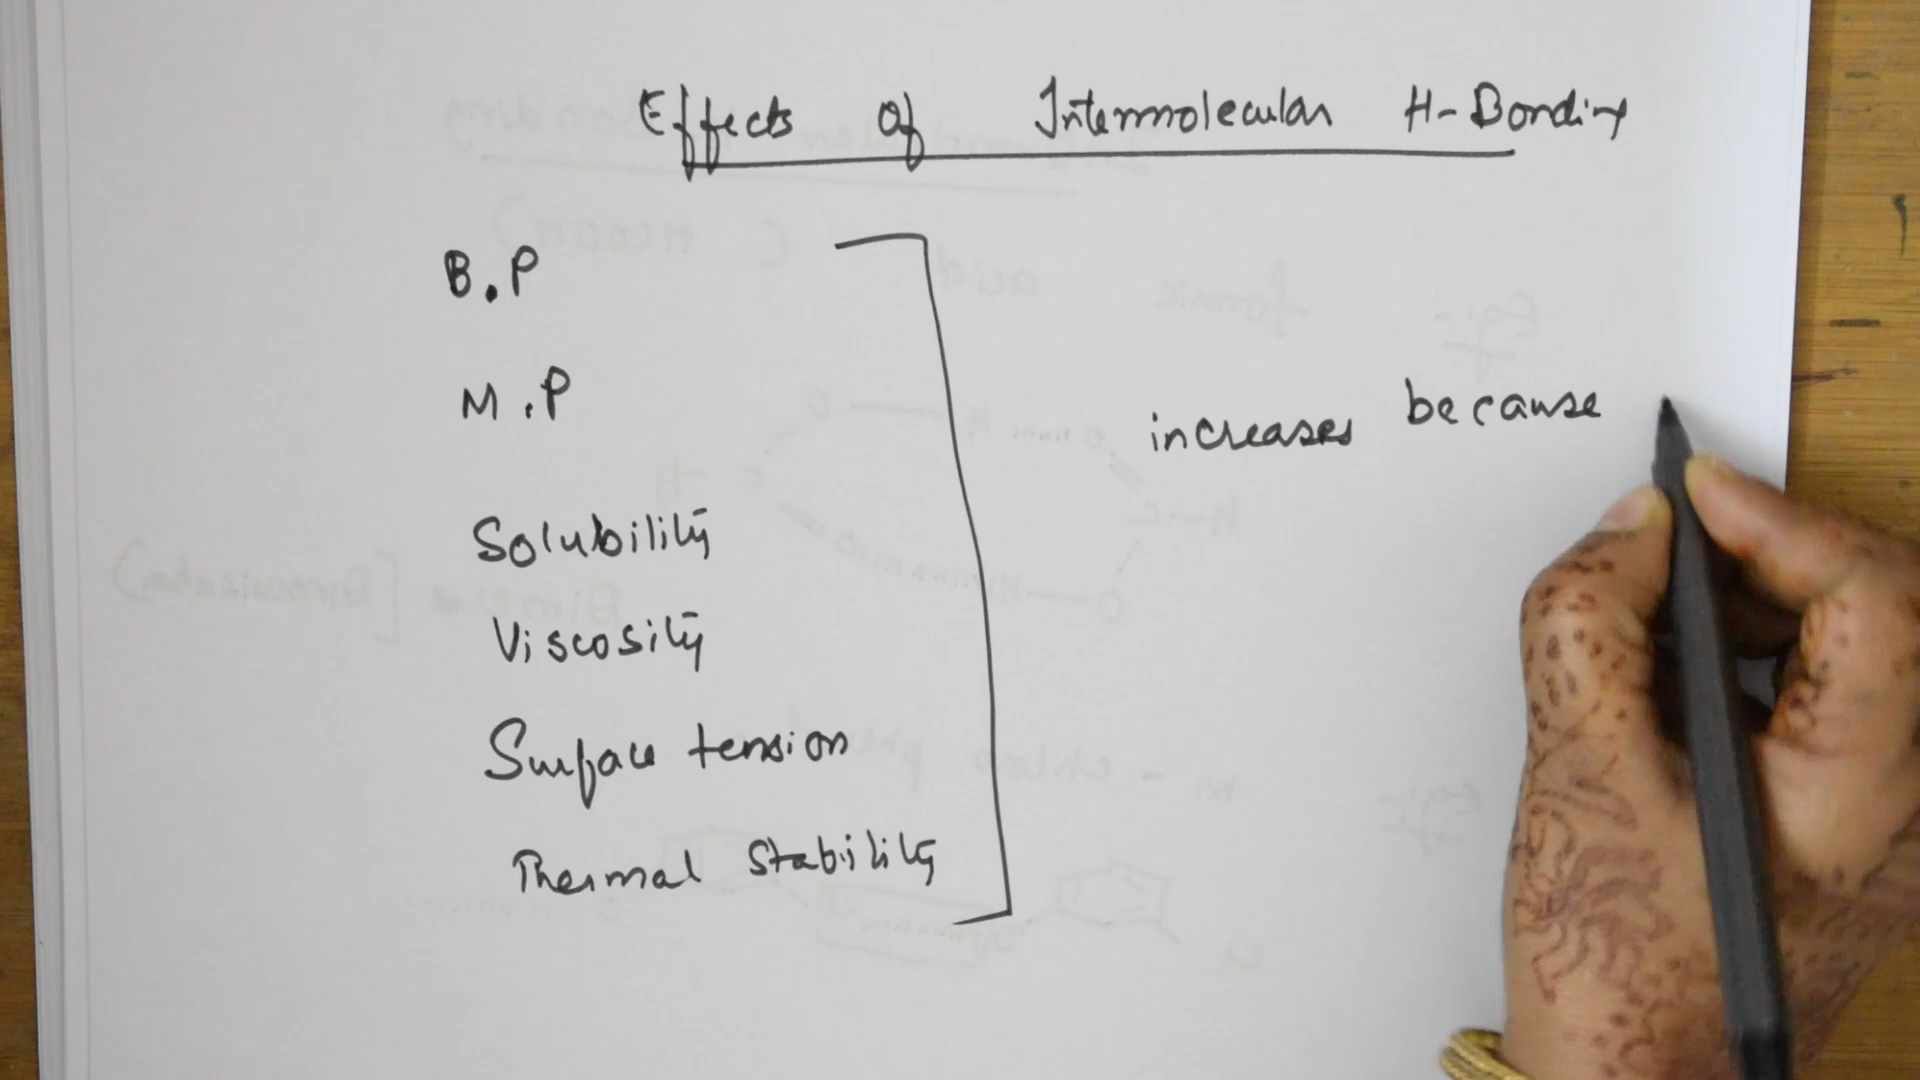 Effects of Intermolecular H-Bonding
B.P
M.P
increases because
Solubility
Viscosity
Surface tension
Thermal Stability